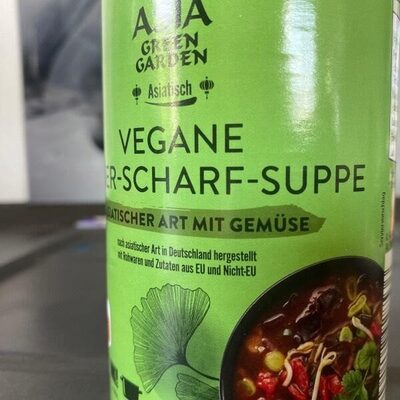 ASIA
GREEN
GARDEN
Asiatisch
VEGANE
ER-SCHARF-SUPPE
ASIATISCHER ART MIT GEMÜSE
nach asiatischer Art in Deutschland hergestellt
mit Rohwaren und Zutaten aus EU und Nicht-EU
Serviervorschlag